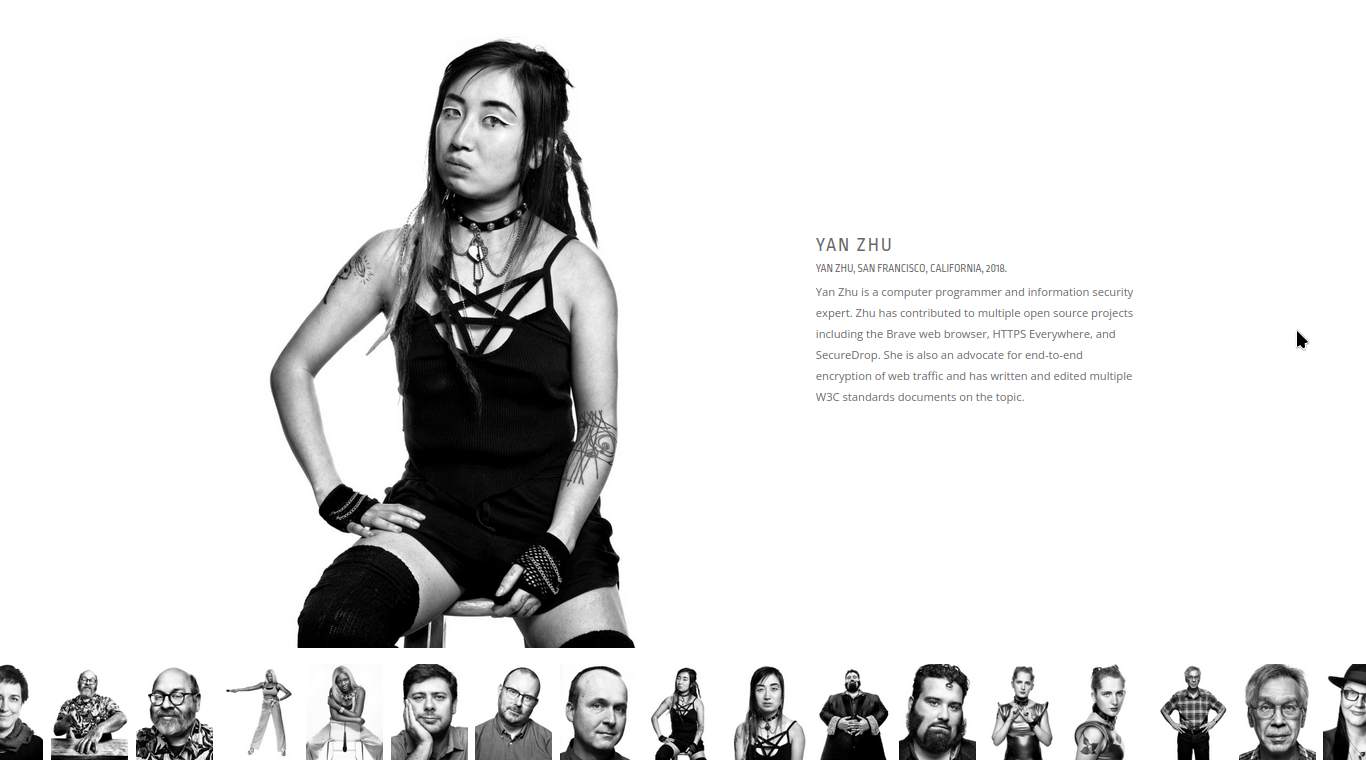 YAN ZHU
YAN ZHU, SAN FRANCISCO, CALIFORNIA, 2018.
Yan Zhu is a computer programmer and information security
expert. Zhu has contributed to multiple open source projects
including the Brave web browser, HTTPS Everywhere, and
SecureDrop. She is also an advocate for end-to-end
encryption of web traffic and has written and edited multiple
W3C standards documents on the topic.